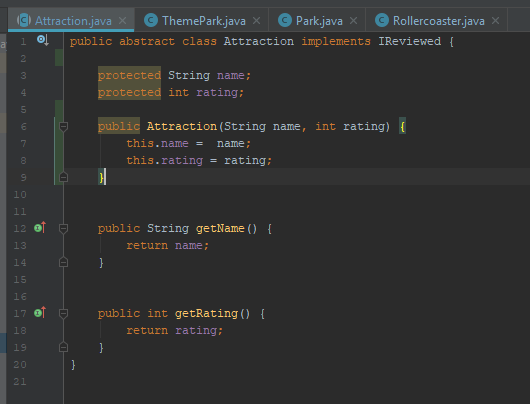 Attraction.java × ThemePark.java × Park.java × Rollercoaster.java ×
1 public abstract class Attraction implements IReviewed {
2
3     protected String name;
4     protected int rating;
5
6     public Attraction(String name, int rating) {
7         this.name =  name;
8         this.rating = rating;
9     }
10
11
12     public String getName() {
13         return name;
14     }
15
16
17     public int getRating() {
18         return rating;
19     }
20 }
21